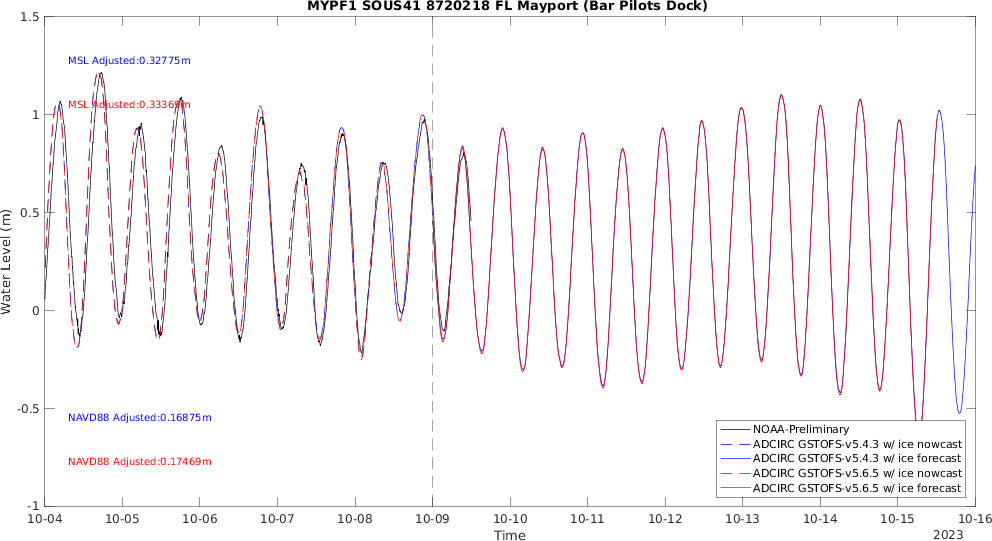 MYPF1 SOUS41 8720218 FL Mayport (Bar Pilots Dock)
1.5
MSL Adjusted:0.32775m
MSL Adjusted:0.33369m
1
0.5
Water Level (m)
0
-0.5
NAVD88 Adjusted:0.16875m
NAVD88 Adjusted:0.17469m
NOAA-Preliminary
ADCIRC GSTOFS-v5.4.3 w/ ice nowcast
ADCIRC GSTOFS-v5.4.3 w/ ice forecast
ADCIRC GSTOFS-v5.6.5 w/ ice nowcast
ADCIRC GSTOFS-v5.6.5 w/ ice forecast
-1
10-04 10-05 10-06 10-07 10-08 10-09 10-10 10-11 10-12 10-13 10-14 10-15 10-16
Time
2023